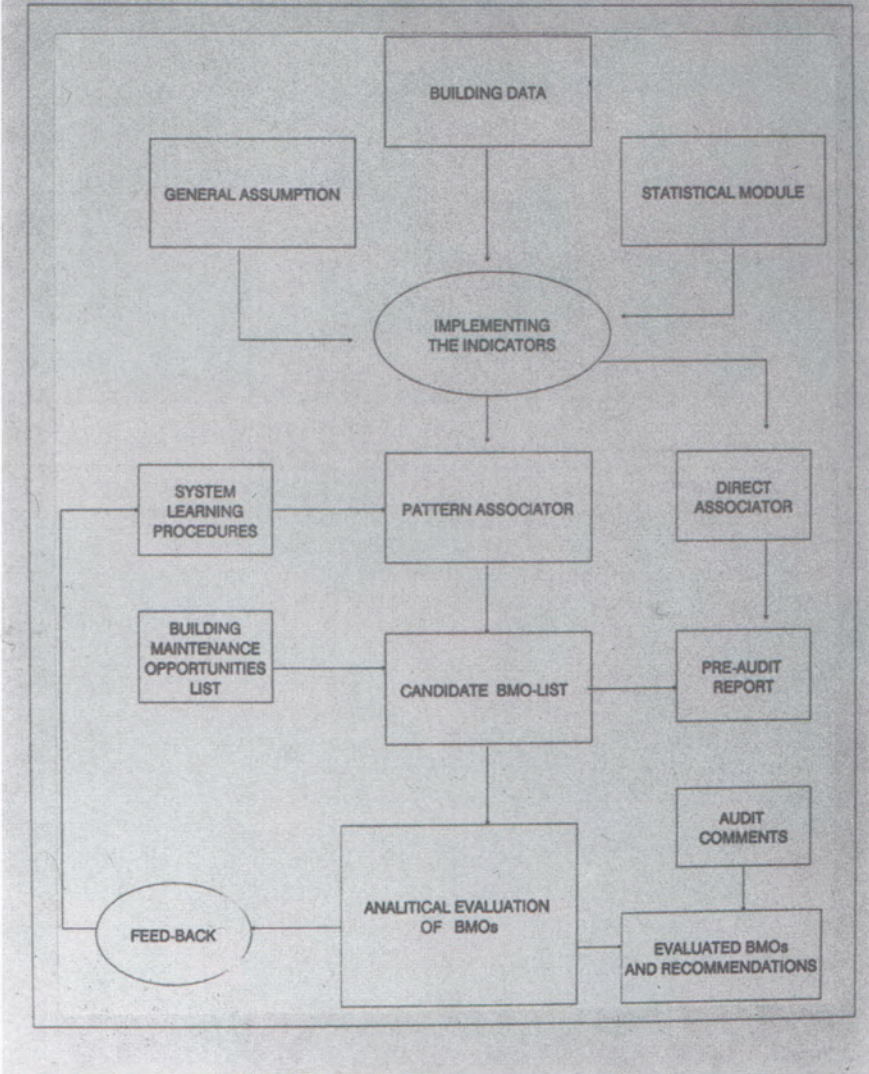 BUILDING DATA
GENERAL ASSUMPTION
STATISTICAL MODULE
IMPLEMENTING
THE INDICATORS
SYSTEM
LEARNING
PROCEDURES
PATTERN ASSOCIATOR
DIRECT
ASSOCIATOR
BUILDING
MAINTENANCE
OPPORTUNITIES
LIST
CANDIDATE BMO-LIST
PRE-AUDIT
REPORT
AUDIT
COMMENTS
ANALITICAL EVALUATION
OF BMOs
FEED-BACK
EVALUATED BMOs
AND RECOMMENDATIONS